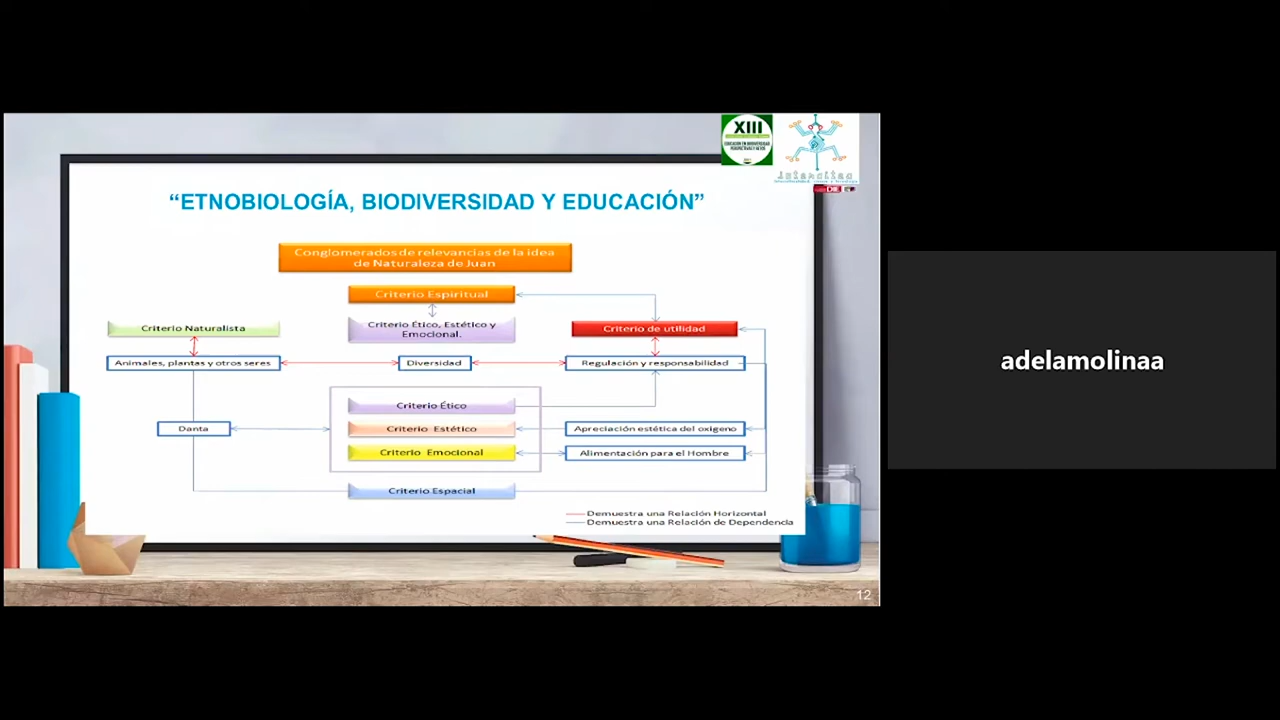 XIII
EDUCACIÓN EN BIODIVERSIDAD
“ETNOBIOLOGÍA, BIODIVERSIDAD Y EDUCACIÓN”
Conglomerados de relevancias de la idea
de Naturaleza de Juan
Criterio Espiritual
Criterio Naturalista
Criterio Ético, Estético y
Emocional.
Criterio de utilidad
Animales, plantas y otros seres
Diversidad
Regulación y responsabilidad
Criterio Ético
Danta
Criterio Estético
Apreciación estética del oxigeno
Criterio Emocional
Alimentación para el Hombre
Criterio Espacial
Demuestra una Relación Horizontal
Demuestra una Relación de Dependencia
12
adelamolinaa